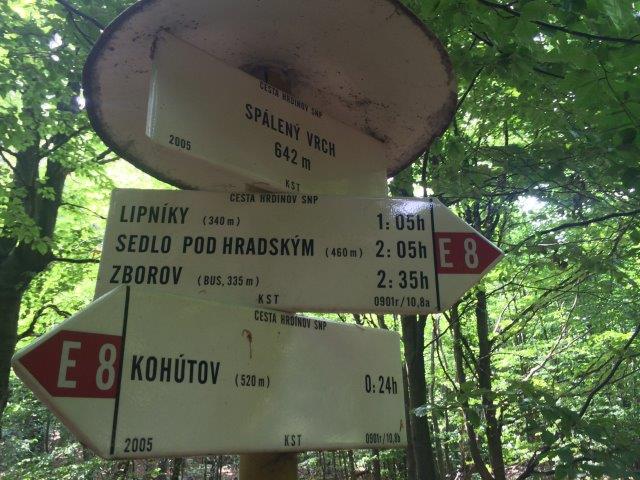 CESTA HRDINOV SNP
SPÁLENÝ VRCH
642 m
2005
KST
CESTA HRDINOV SNP
LIPNÍKY (340 m) 1:05h
SEDLO POD HRADSKÝM (460 m) 2:05h
ZBOROV (BUS, 335 m) 2:35h
E 8
KST
0901r/10,8a
CESTA HRDINOV SNP
E 8
KOHÚTOV (520 m) 0:24h
2005
KST
0901r/10,8b